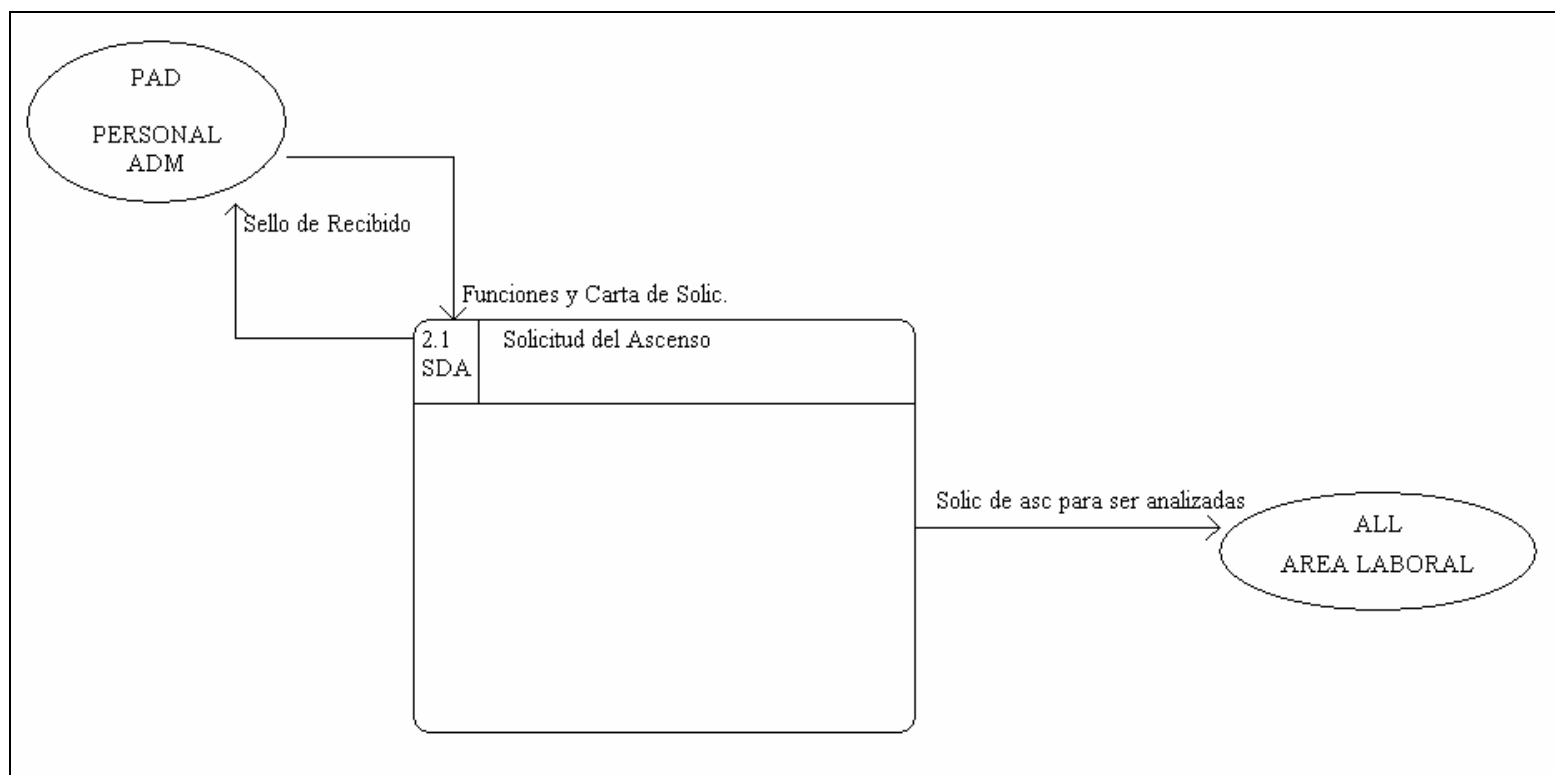 PAD
PERSONAL
ADM
Sello de Recibido
Funciones y Carta de Solic.
2.1
SDA
Solicitud del Ascenso
Solic de asc para ser analizadas
ALL
AREA LABORAL